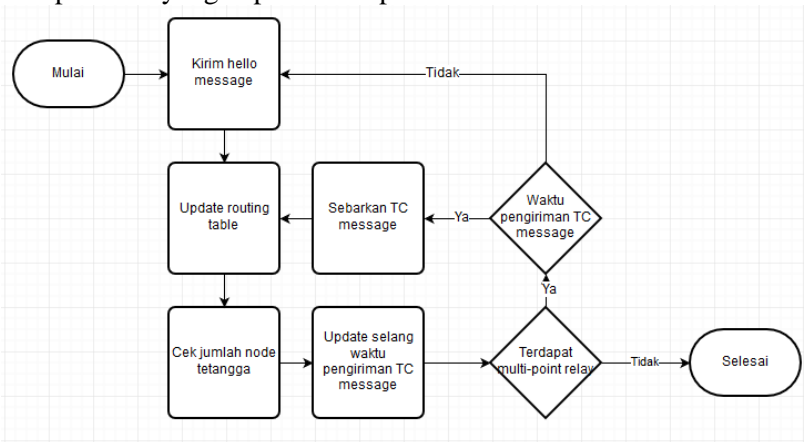 Mulai
Kirim hello
message
Tidak
Update routing
table
Sebarkan TC
message
Ya
Waktu
pengiriman TC
message
Ya
Cek jumlah node
tetangga
Update selang
waktu
pengiriman TC
message
Terdapat
multi-point relay
Tidak
Selesai